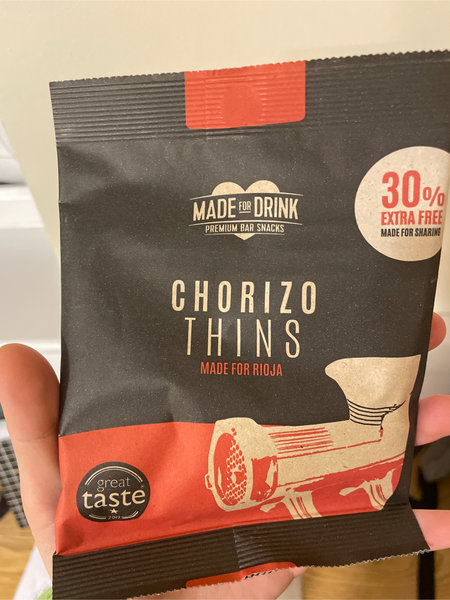 MADE FOR DRINK
PREMIUM BAR SNACKS
30%
EXTRA FREE
MADE FOR SHARING
CHORIZO
THINS
MADE FOR RIOJA
great
taste